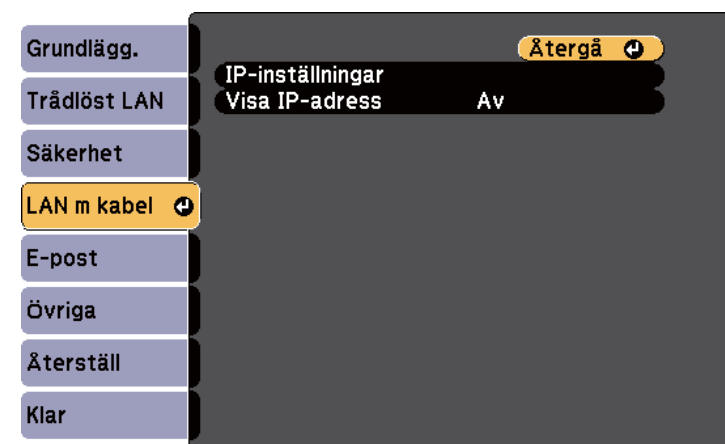 Grundlägg.
Trådlöst LAN
Säkerhet
LAN m kabel
E-post
Övriga
Återställ
Klar
Återgå
IP-inställningar
Visa IP-adress Av